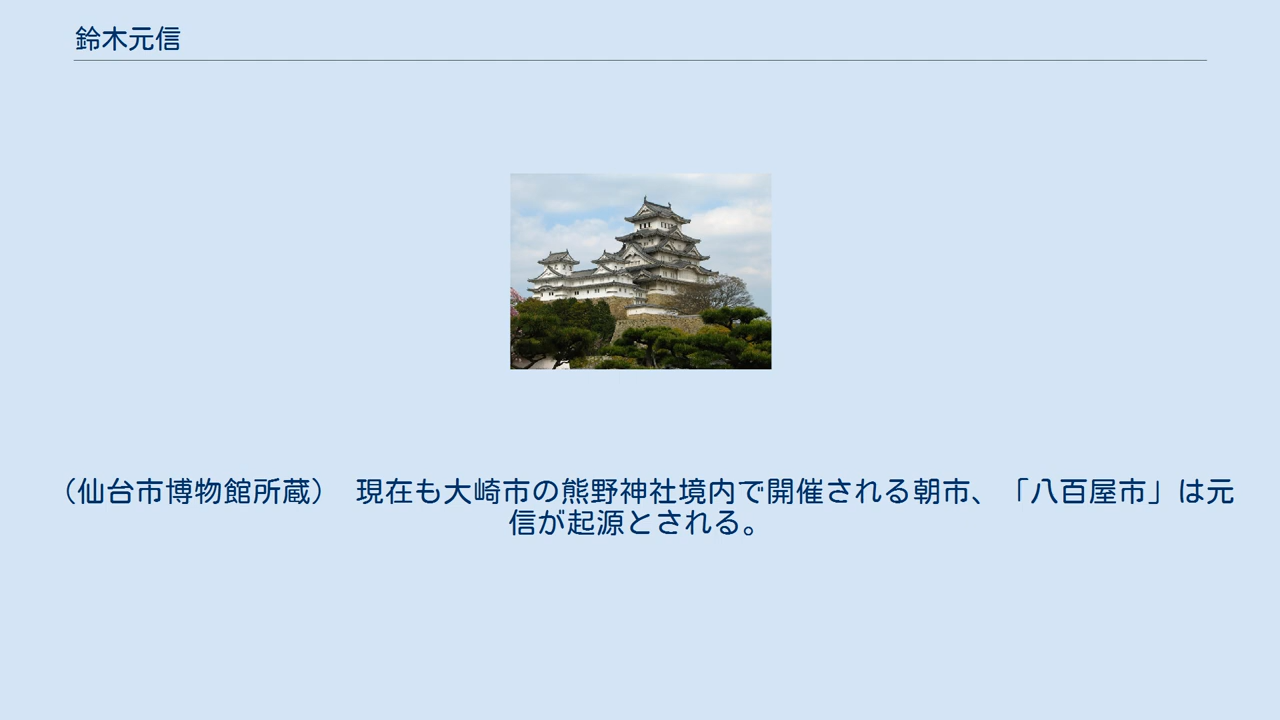 鈴木元信
（仙台市博物館所蔵）　現在も大崎市の熊野神社境内で開催される朝市、「八百屋市」は元
信が起源とされる。